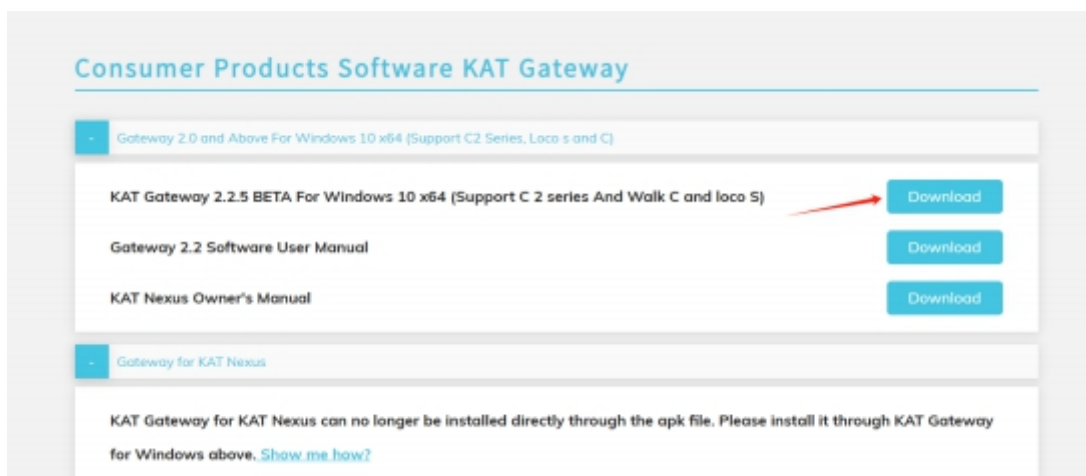 Consumer Products Software KAT Gateway
- Gateway 2.0 and Above For Windows 10 x64 (Support C2 Series, Loco s and C)
KAT Gateway 2.2.5 BETA For Windows 10 x64 (Support C 2 series And Walk C and loco S) Download
Gateway 2.2 Software User Manual Download
KAT Nexus Owner's Manual Download
- Gateway for KAT Nexus
KAT Gateway for KAT Nexus can no longer be installed directly through the apk file. Please install it through KAT Gateway
for Windows above. Show me how?